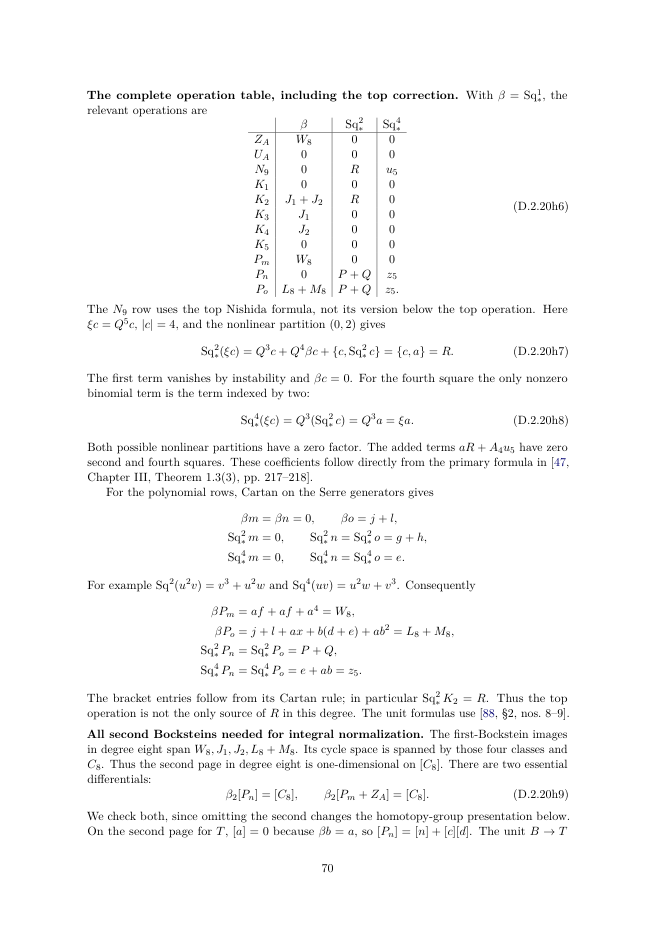 The complete operation table, including the top correction. With β = Sq¹_*, the
relevant operations are
β Sq²_* Sq⁴_*
Z_A W₈ 0 0
U_A 0 0 0
N₉ 0 R u₅
K₁ 0 0 0
K₂ J₁ + J₂ R 0
K₃ J₁ 0 0
K₄ J₂ 0 0
K₅ 0 0 0
P_m W₈ 0 0
P_n 0 P + Q z₅
P_o L₈ + M₈ P + Q z₅.
(D.2.20h6)
The N₉ row uses the top Nishida formula, not its version below the top operation. Here
ξc = Q⁵c, |c| = 4, and the nonlinear partition (0, 2) gives
Sq²_*(ξc) = Q³c + Q⁴βc + {c, Sq²_* c} = {c, a} = R. (D.2.20h7)
The first term vanishes by instability and βc = 0. For the fourth square the only nonzero
binomial term is the term indexed by two:
Sq⁴_*(ξc) = Q³(Sq²_* c) = Q³a = ξa. (D.2.20h8)
Both possible nonlinear partitions have a zero factor. The added terms aR + A₄u₅ have zero
second and fourth squares. These coefficients follow directly from the primary formula in [47,
Chapter III, Theorem 1.3(3), pp. 217–218].
For the polynomial rows, Cartan on the Serre generators gives
βm = βn = 0, βo = j + l,
Sq²_* m = 0, Sq²_* n = Sq²_* o = g + h,
Sq⁴_* m = 0, Sq⁴_* n = Sq⁴_* o = e.
For example Sq²(u²v) = v³ + u²w and Sq⁴(uv) = u²w + v³. Consequently
βP_m = af + af + a⁴ = W₈,
βP_o = j + l + ax + b(d + e) + ab² = L₈ + M₈,
Sq²_* P_n = Sq²_* P_o = P + Q,
Sq⁴_* P_n = Sq⁴_* P_o = e + ab = z₅.
The bracket entries follow from its Cartan rule; in particular Sq²_* K₂ = R. Thus the top
operation is not the only source of R in this degree. The unit formulas use [88, §2, nos. 8–9].
All second Bocksteins needed for integral normalization. The first-Bockstein images
in degree eight span W₈, J₁, J₂, L₈ + M₈. Its cycle space is spanned by those four classes and
C₈. Thus the second page in degree eight is one-dimensional on [C₈]. There are two essential
differentials:
β₂[P_n] = [C₈], β₂[P_m + Z_A] = [C₈]. (D.2.20h9)
We check both, since omitting the second changes the homotopy-group presentation below.
On the second page for T, [a] = 0 because βb = a, so [P_n] = [n] + [c][d]. The unit B → T
70